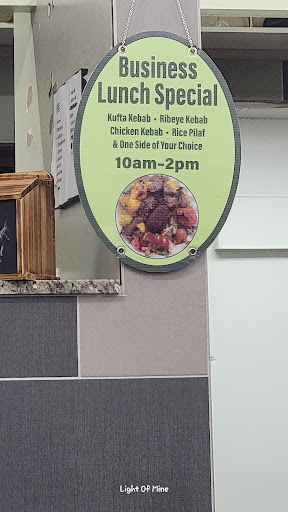 Business
Lunch Special
Kufta Kebab • Ribeye Kebab
Chicken Kebab • Rice Pilaf
& One Side of Your Choice
10am-2pm
Light Of Mine